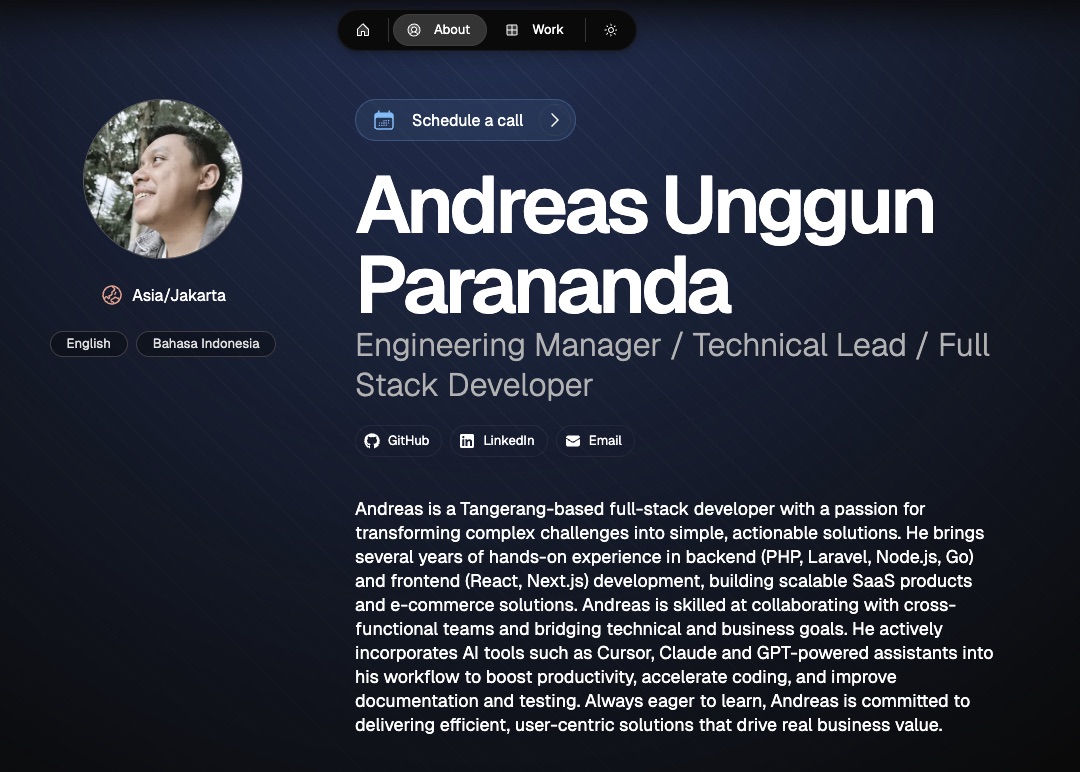 About
Work
Schedule a call
Andreas Unggun
Parananda
Asia/Jakarta
English
Bahasa Indonesia
Engineering Manager / Technical Lead / Full
Stack Developer
GitHub
LinkedIn
Email
Andreas is a Tangerang-based full-stack developer with a passion for
transforming complex challenges into simple, actionable solutions. He brings
several years of hands-on experience in backend (PHP, Laravel, Node.js, Go)
and frontend (React, Next.js) development, building scalable SaaS products
and e-commerce solutions. Andreas is skilled at collaborating with cross-
functional teams and bridging technical and business goals. He actively
incorporates AI tools such as Cursor, Claude and GPT-powered assistants into
his workflow to boost productivity, accelerate coding, and improve
documentation and testing. Always eager to learn, Andreas is committed to
delivering efficient, user-centric solutions that drive real business value.